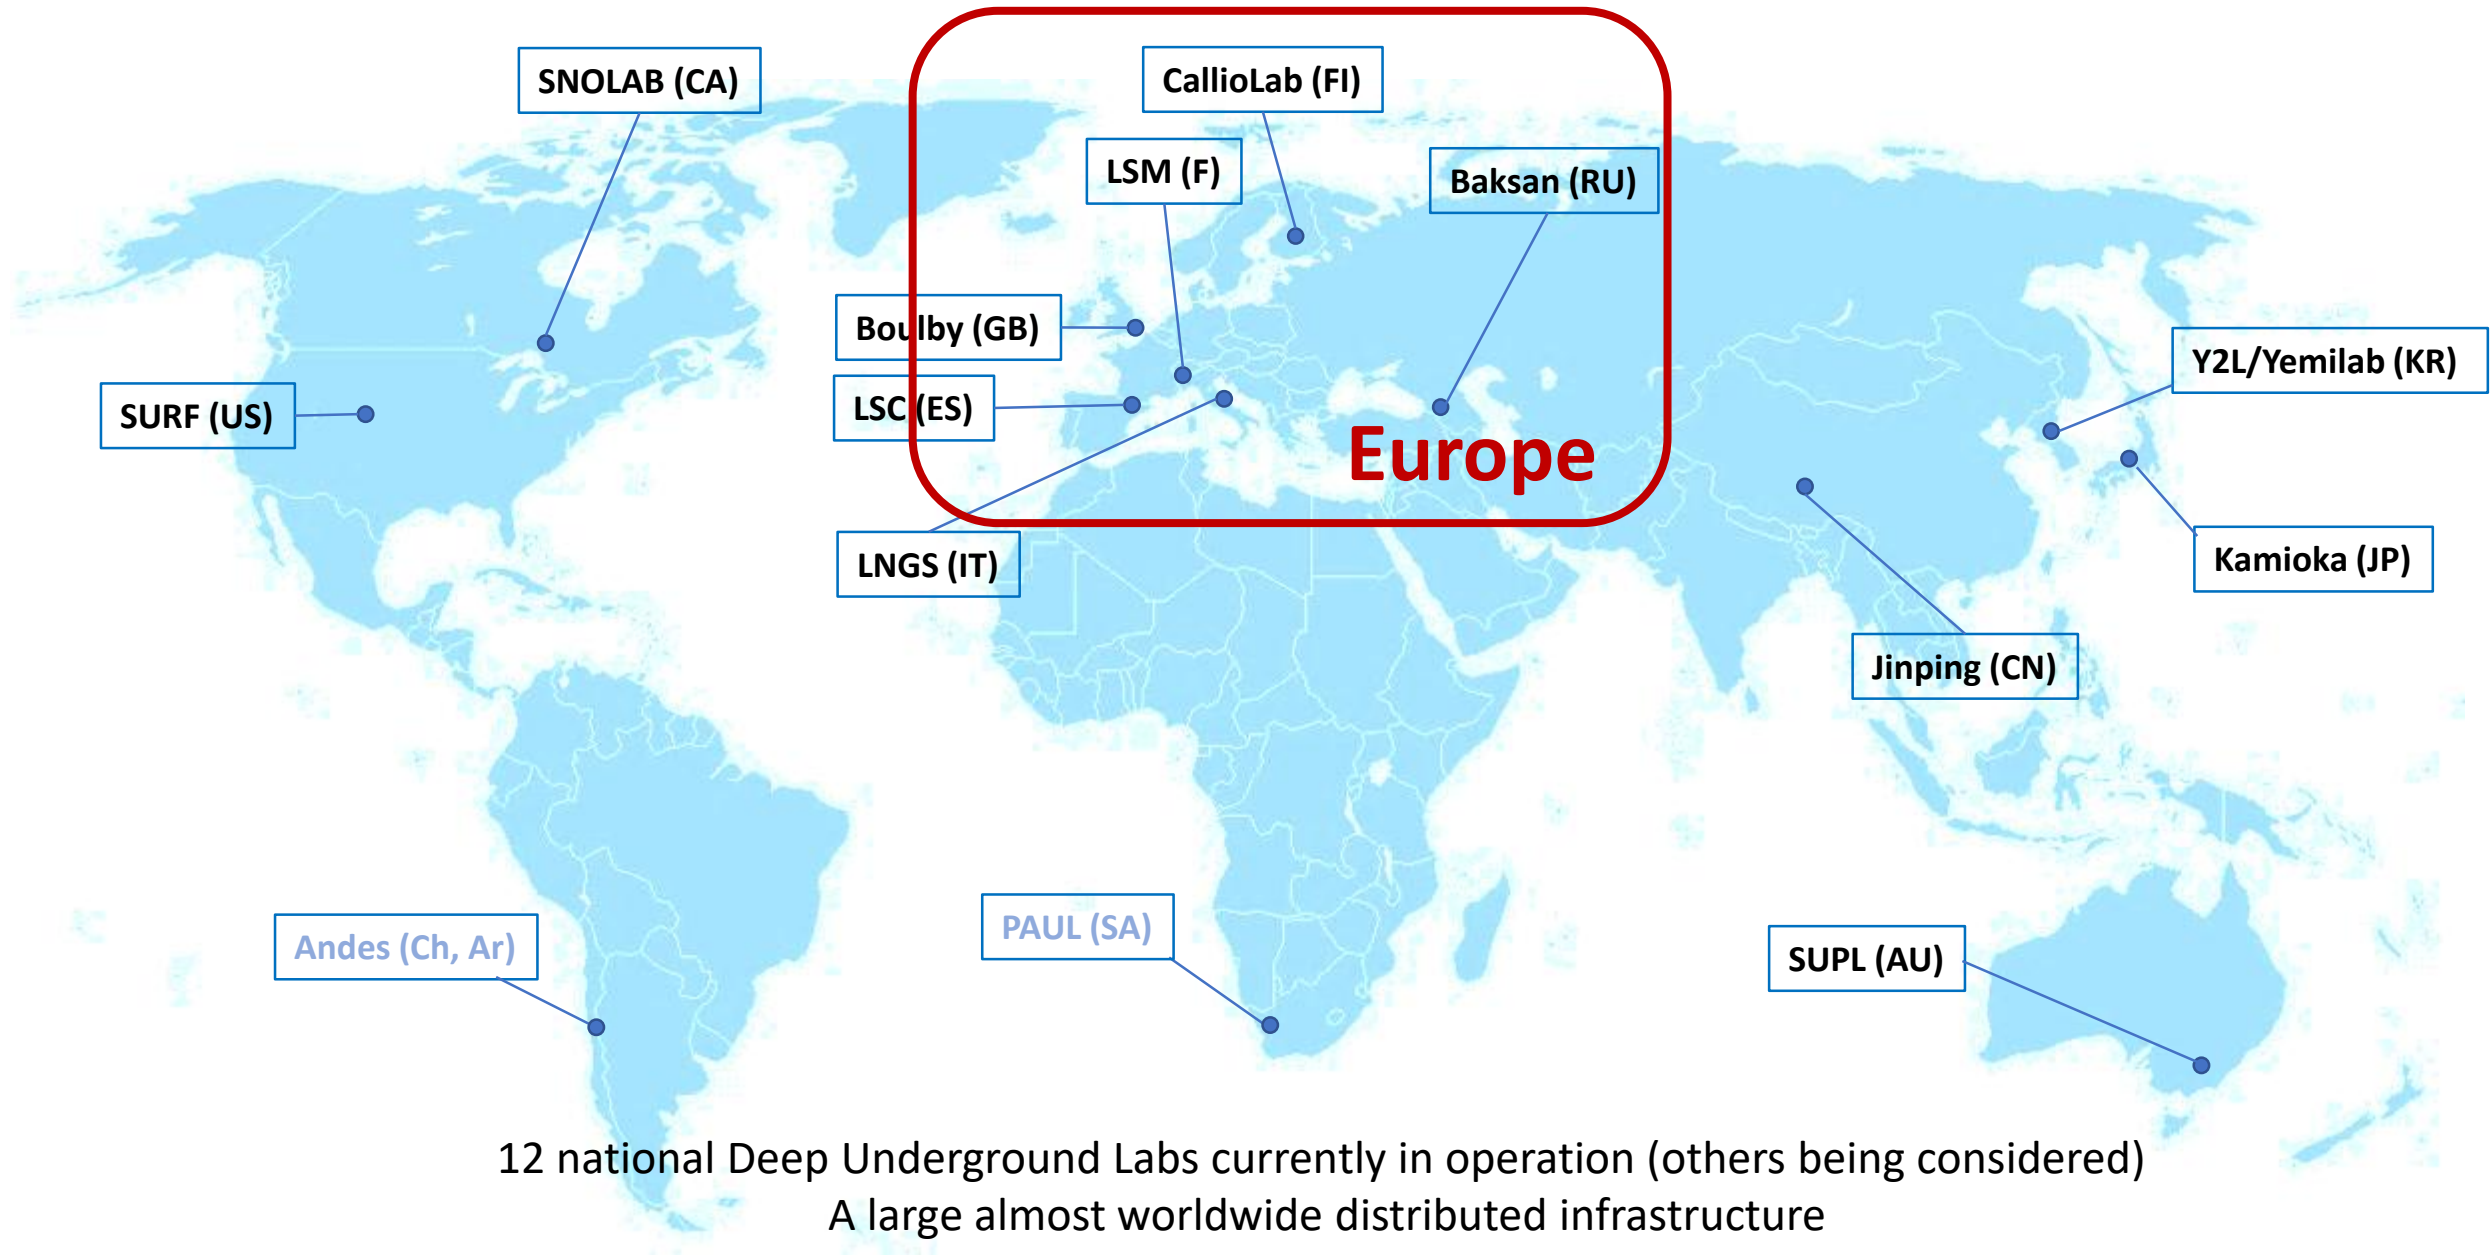 SNOLAB (CA)
CallioLab (FI)
LSM (F)
Baksan (RU)
Boulby (GB)
Y2L/Yemilab (KR)
SURF (US)
LSC (ES)
Europe
LNGS (IT)
Kamioka (JP)
Jinping (CN)
Andes (Ch, Ar)
PAUL (SA)
SUPL (AU)
12 national Deep Underground Labs currently in operation (others being considered)
A large almost worldwide distributed infrastructure